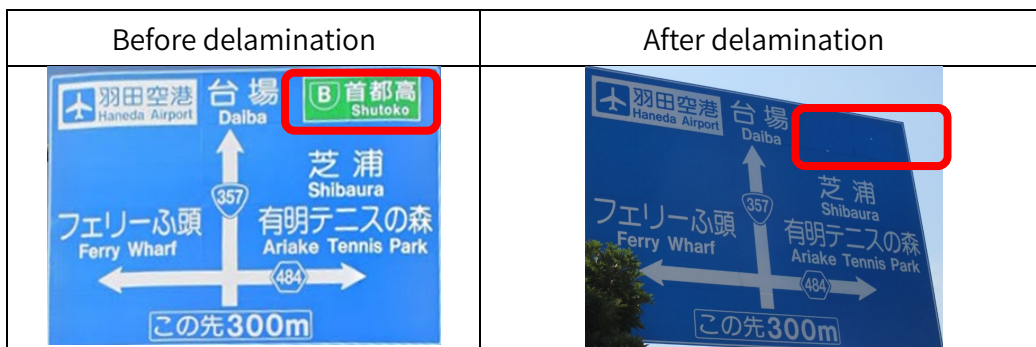 Before delamination
After delamination
羽田空港
Haneda Airport
台場
Daiba
B 首都高
Shutoko
芝浦
Shibaura
357
フェリーふ頭
Ferry Wharf
有明テニスの森
Ariake Tennis Park
484
この先300m
羽田空港
Haneda Airport
台場
Daiba
芝浦
Shibaura
357
フェリーふ頭
Ferry Wharf
有明テニスの森
Ariake Tennis Park
484
この先300m